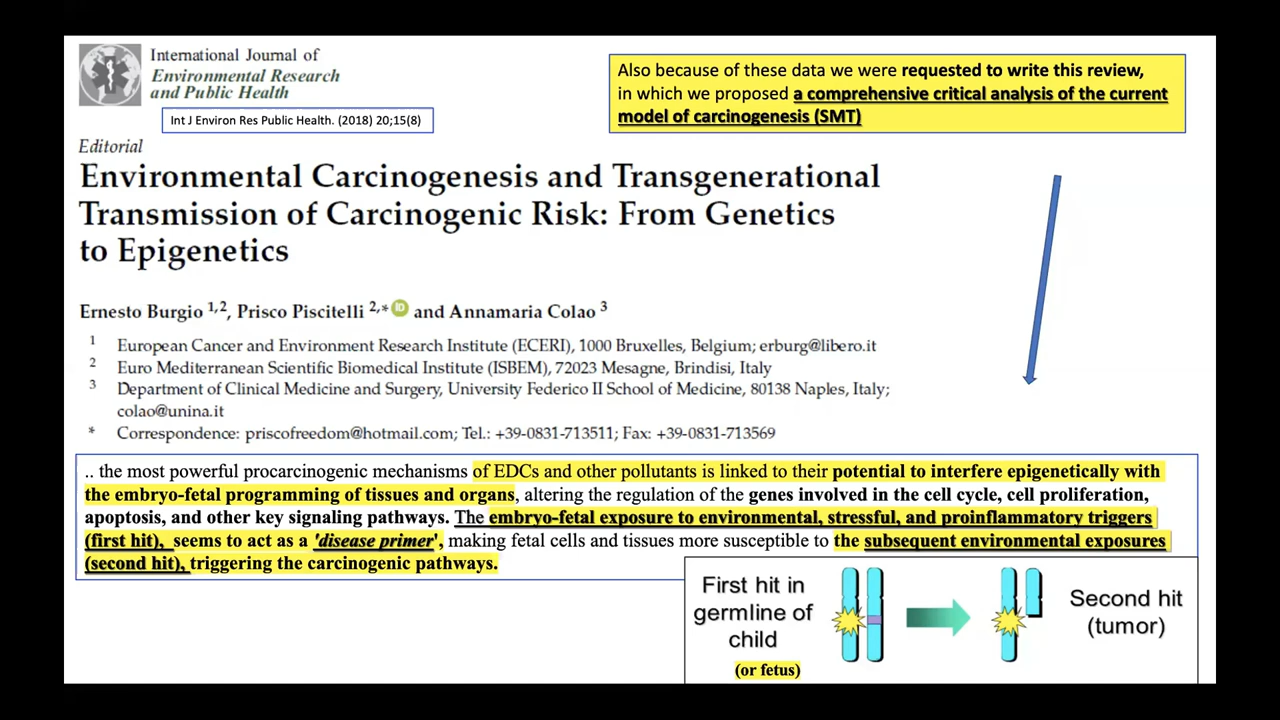 International Journal of
Environmental Research
and Public Health
Also because of these data we were requested to write this review,
in which we proposed a comprehensive critical analysis of the current
model of carcinogenesis (SMT)
Int J Environ Res Public Health. (2018) 20;15(8)
Editorial
Environmental Carcinogenesis and Transgenerational
Transmission of Carcinogenic Risk: From Genetics
to Epigenetics
Ernesto Burgio 1,2, Prisco Piscitelli 2,* iD and Annamaria Colao 3
1 European Cancer and Environment Research Institute (ECERI), 1000 Bruxelles, Belgium; erburg@libero.it
2 Euro Mediterranean Scientific Biomedical Institute (ISBEM), 72023 Mesagne, Brindisi, Italy
3 Department of Clinical Medicine and Surgery, University Federico II School of Medicine, 80138 Naples, Italy;
colao@unina.it
* Correspondence: priscofreedom@hotmail.com; Tel.: +39-0831-713511; Fax: +39-0831-713569
.. the most powerful procarcinogenic mechanisms of EDCs and other pollutants is linked to their potential to interfere epigenetically with
the embryo-fetal programming of tissues and organs, altering the regulation of the genes involved in the cell cycle, cell proliferation,
apoptosis, and other key signaling pathways. The embryo-fetal exposure to environmental, stressful, and proinflammatory triggers
(first hit), seems to act as a 'disease primer', making fetal cells and tissues more susceptible to the subsequent environmental exposures
(second hit), triggering the carcinogenic pathways.
First hit in
germline of
child
(or fetus)
Second hit
(tumor)